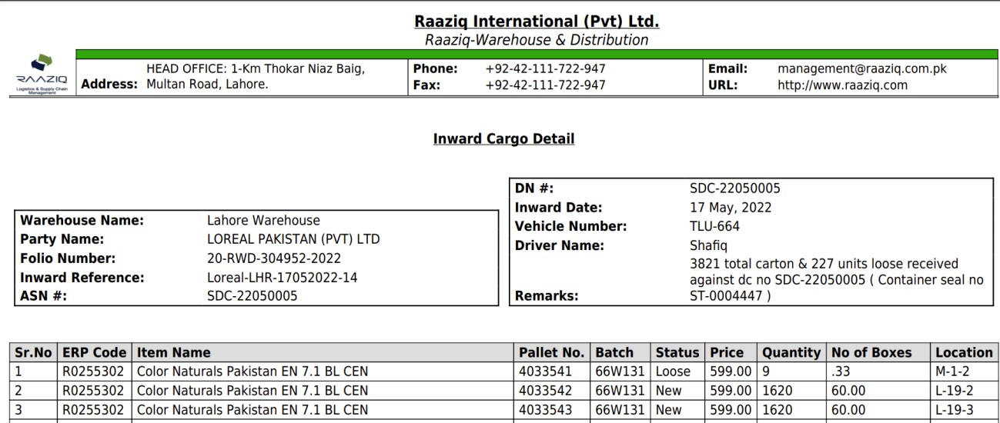 Raaziq International (Pvt) Ltd.
Raaziq-Warehouse & Distribution
RAAZIQ
Logistics & Supply Chain
Management
Address: HEAD OFFICE: 1-Km Thokar Niaz Baig,
Multan Road, Lahore.
Phone: +92-42-111-722-947
Fax: +92-42-111-722-947
Email: management@raaziq.com.pk
URL: http://www.raaziq.com
Inward Cargo Detail
Warehouse Name: Lahore Warehouse
Party Name: LOREAL PAKISTAN (PVT) LTD
Folio Number: 20-RWD-304952-2022
Inward Reference: Loreal-LHR-17052022-14
ASN #: SDC-22050005
DN #: SDC-22050005
Inward Date: 17 May, 2022
Vehicle Number: TLU-664
Driver Name: Shafiq
Remarks: 3821 total carton & 227 units loose received
against dc no SDC-22050005 ( Container seal no
ST-0004447 )
Sr.No ERP Code Item Name Pallet No. Batch Status Price Quantity No of Boxes Location
1 R0255302 Color Naturals Pakistan EN 7.1 BL CEN 4033541 66W131 Loose 599.00 9 .33 M-1-2
2 R0255302 Color Naturals Pakistan EN 7.1 BL CEN 4033542 66W131 New 599.00 1620 60.00 L-19-2
3 R0255302 Color Naturals Pakistan EN 7.1 BL CEN 4033543 66W131 New 599.00 1620 60.00 L-19-3